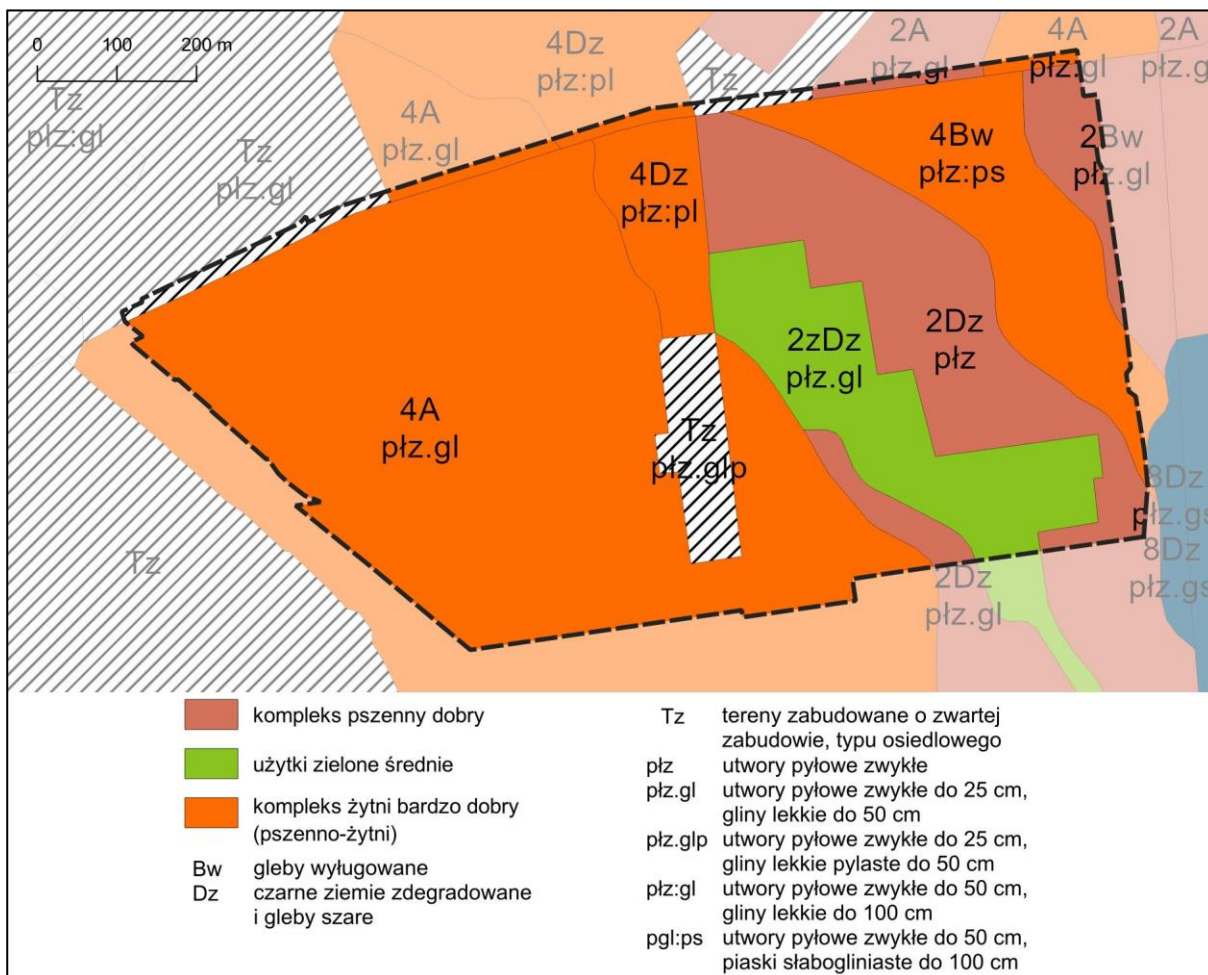 0 100 200 m
Tz
płz:gl
Tz
płz.gl
4A
płz.gl
4Dz
płz:pl
Tz
2A
płz.gl
4A
płz.gl
2A
płz.g
4Dz
płz:pl
4Bw
płz:ps
2Bw
płz.gl
2zDz
płz.gl
2Dz
płz
4A
płz.gl
Tz
płz.glp
8Dz
płz.gs
8Dz
płz.gs
2Dz
płz.gl
Tz
kompleks pszenny dobry
użytki zielone średnie
kompleks żytni bardzo dobry
(pszenno-żytni)
Bw gleby wyługowane
Dz czarne ziemie zdegradowane
i gleby szare
Tz tereny zabudowane o zwartej
zabudowie, typu osiedlowego
płz utwory pyłowe zwykłe
płz.gl utwory pyłowe zwykłe do 25 cm,
gliny lekkie do 50 cm
płz.glp utwory pyłowe zwykłe do 25 cm,
gliny lekkie pylaste do 50 cm
płz:gl utwory pyłowe zwykłe do 50 cm,
gliny lekkie do 100 cm
pgl:ps utwory pyłowe zwykłe do 50 cm,
piaski słabogliniaste do 100 cm